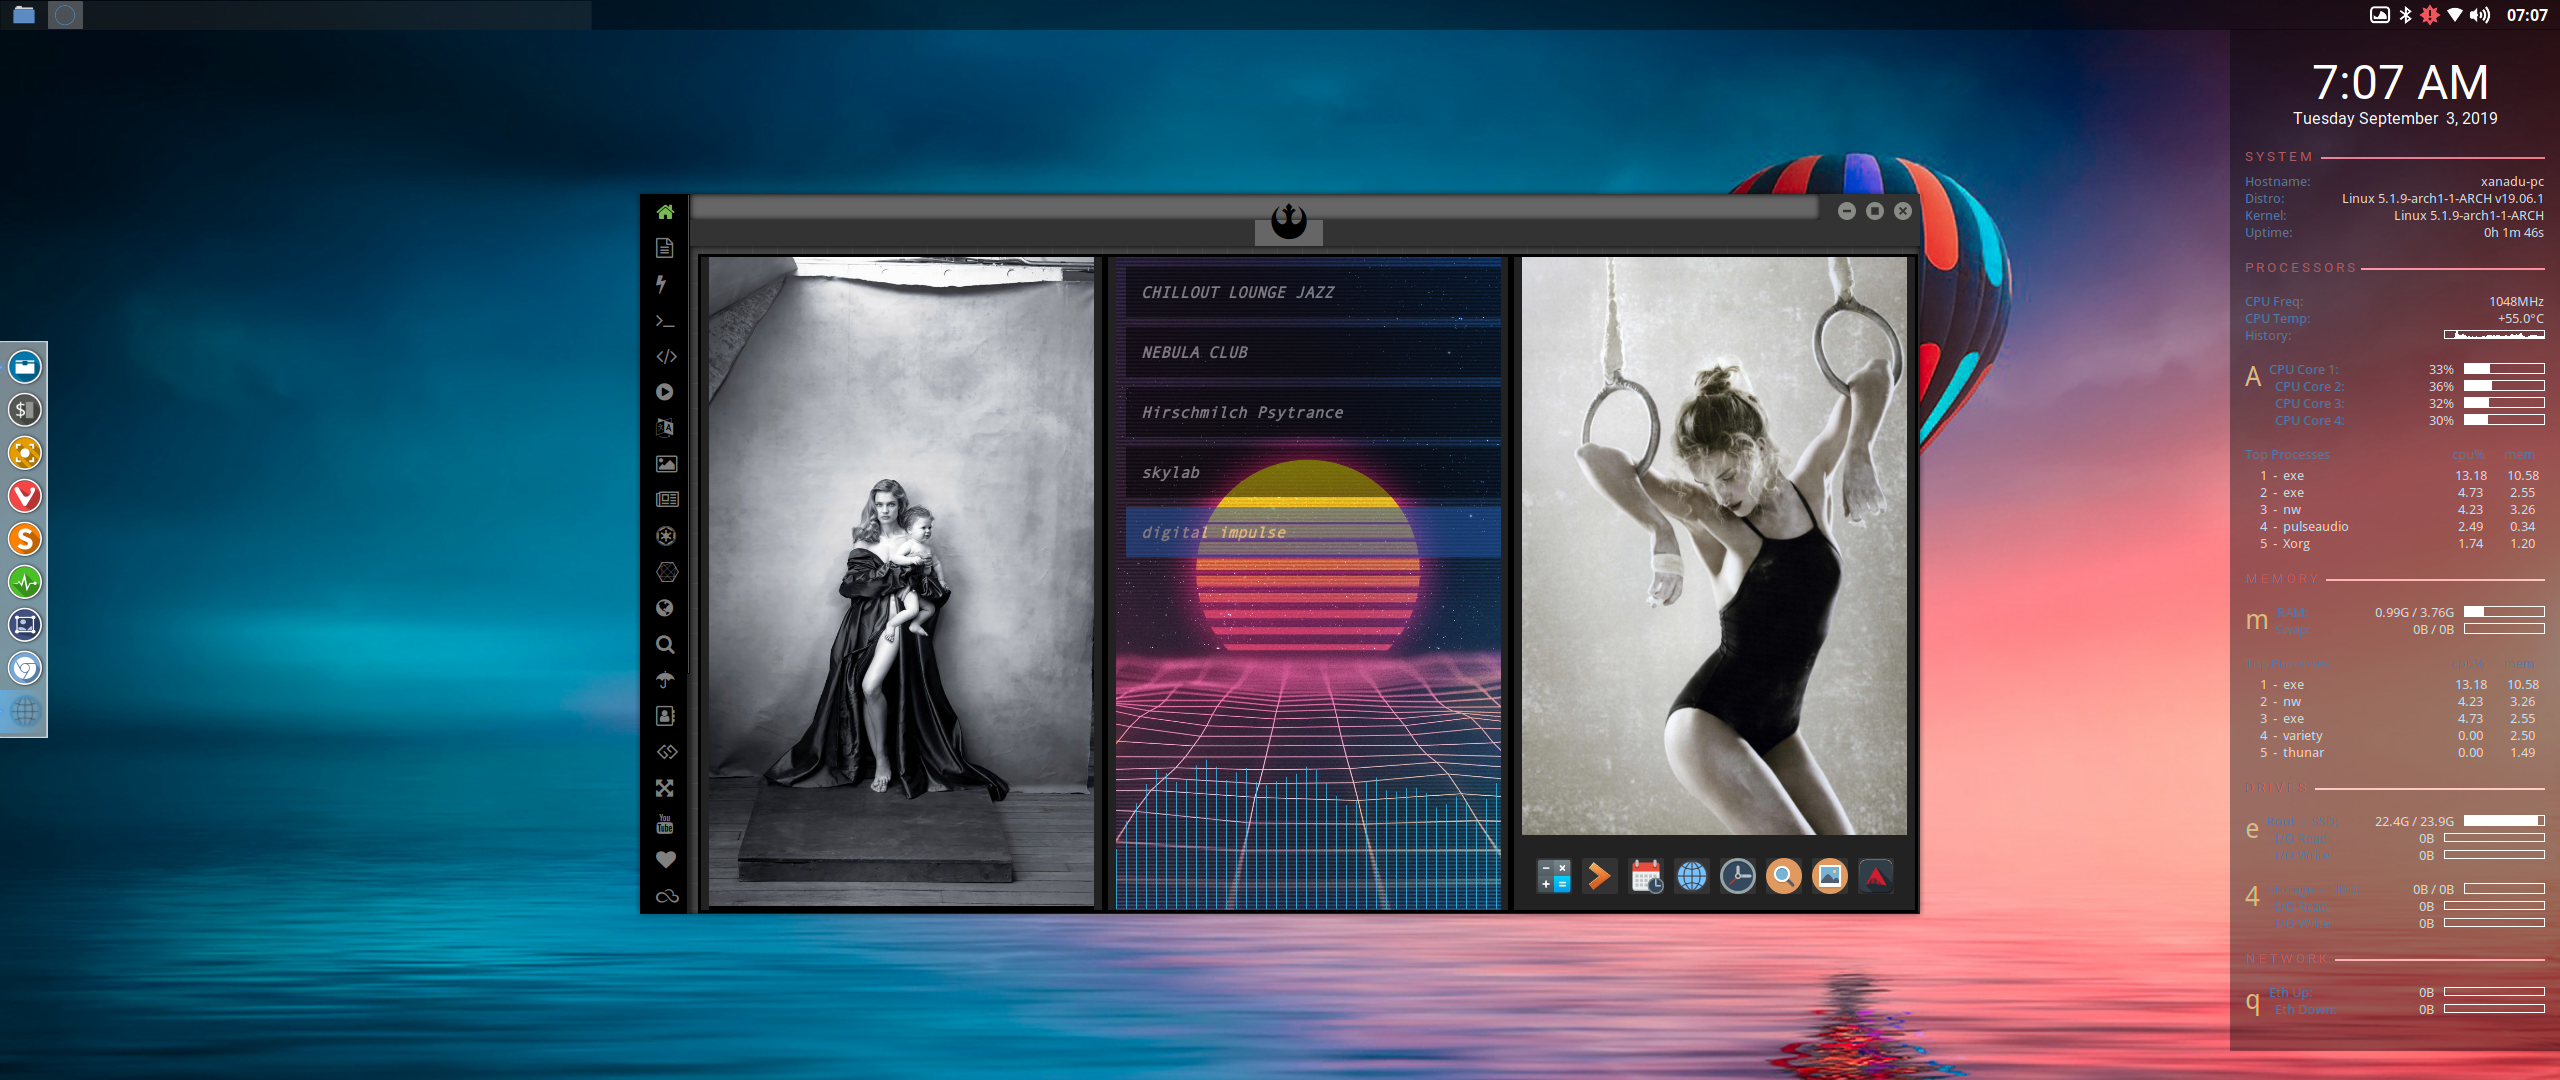 07:07
7:07 AM
Tuesday September 3, 2019
SYSTEM
Hostname: xanadu-pc
Distro: Linux 5.1.9-arch1-1-ARCH v19.06.1
Kernel: Linux 5.1.9-arch1-1-ARCH
Uptime: 0h 1m 46s
PROCESSORS
CPU Freq: 1048MHz
CPU Temp: +55.0°C
History:
A CPU Core 1: 33%
CPU Core 2: 36%
CPU Core 3: 32%
CPU Core 4: 30%
Top Processes cpu% mem
1 - exe 13.18 10.58
2 - exe 4.73 2.55
3 - nw 4.23 3.26
4 - pulseaudio 2.49 0.34
5 - Xorg 1.74 1.20
MEMORY
m RAM: 0.99G / 3.76G
Swap: 0B / 0B
Top Processes cpu% mem
1 - exe 13.18 10.58
2 - nw 4.23 3.26
3 - exe 4.73 2.55
4 - variety 0.00 2.50
5 - thunar 0.00 1.49
DRIVES
e 22.4G / 23.9G
0B
0B
4 0B / 0B
0B
0B
NETWORK
q Eth Up: 0B
Eth Down: 0B
CHILLOUT LOUNGE JAZZ
NEBULA CLUB
Hirschmilch Psytrance
skylab
digital impulse
You
Tube
$
S